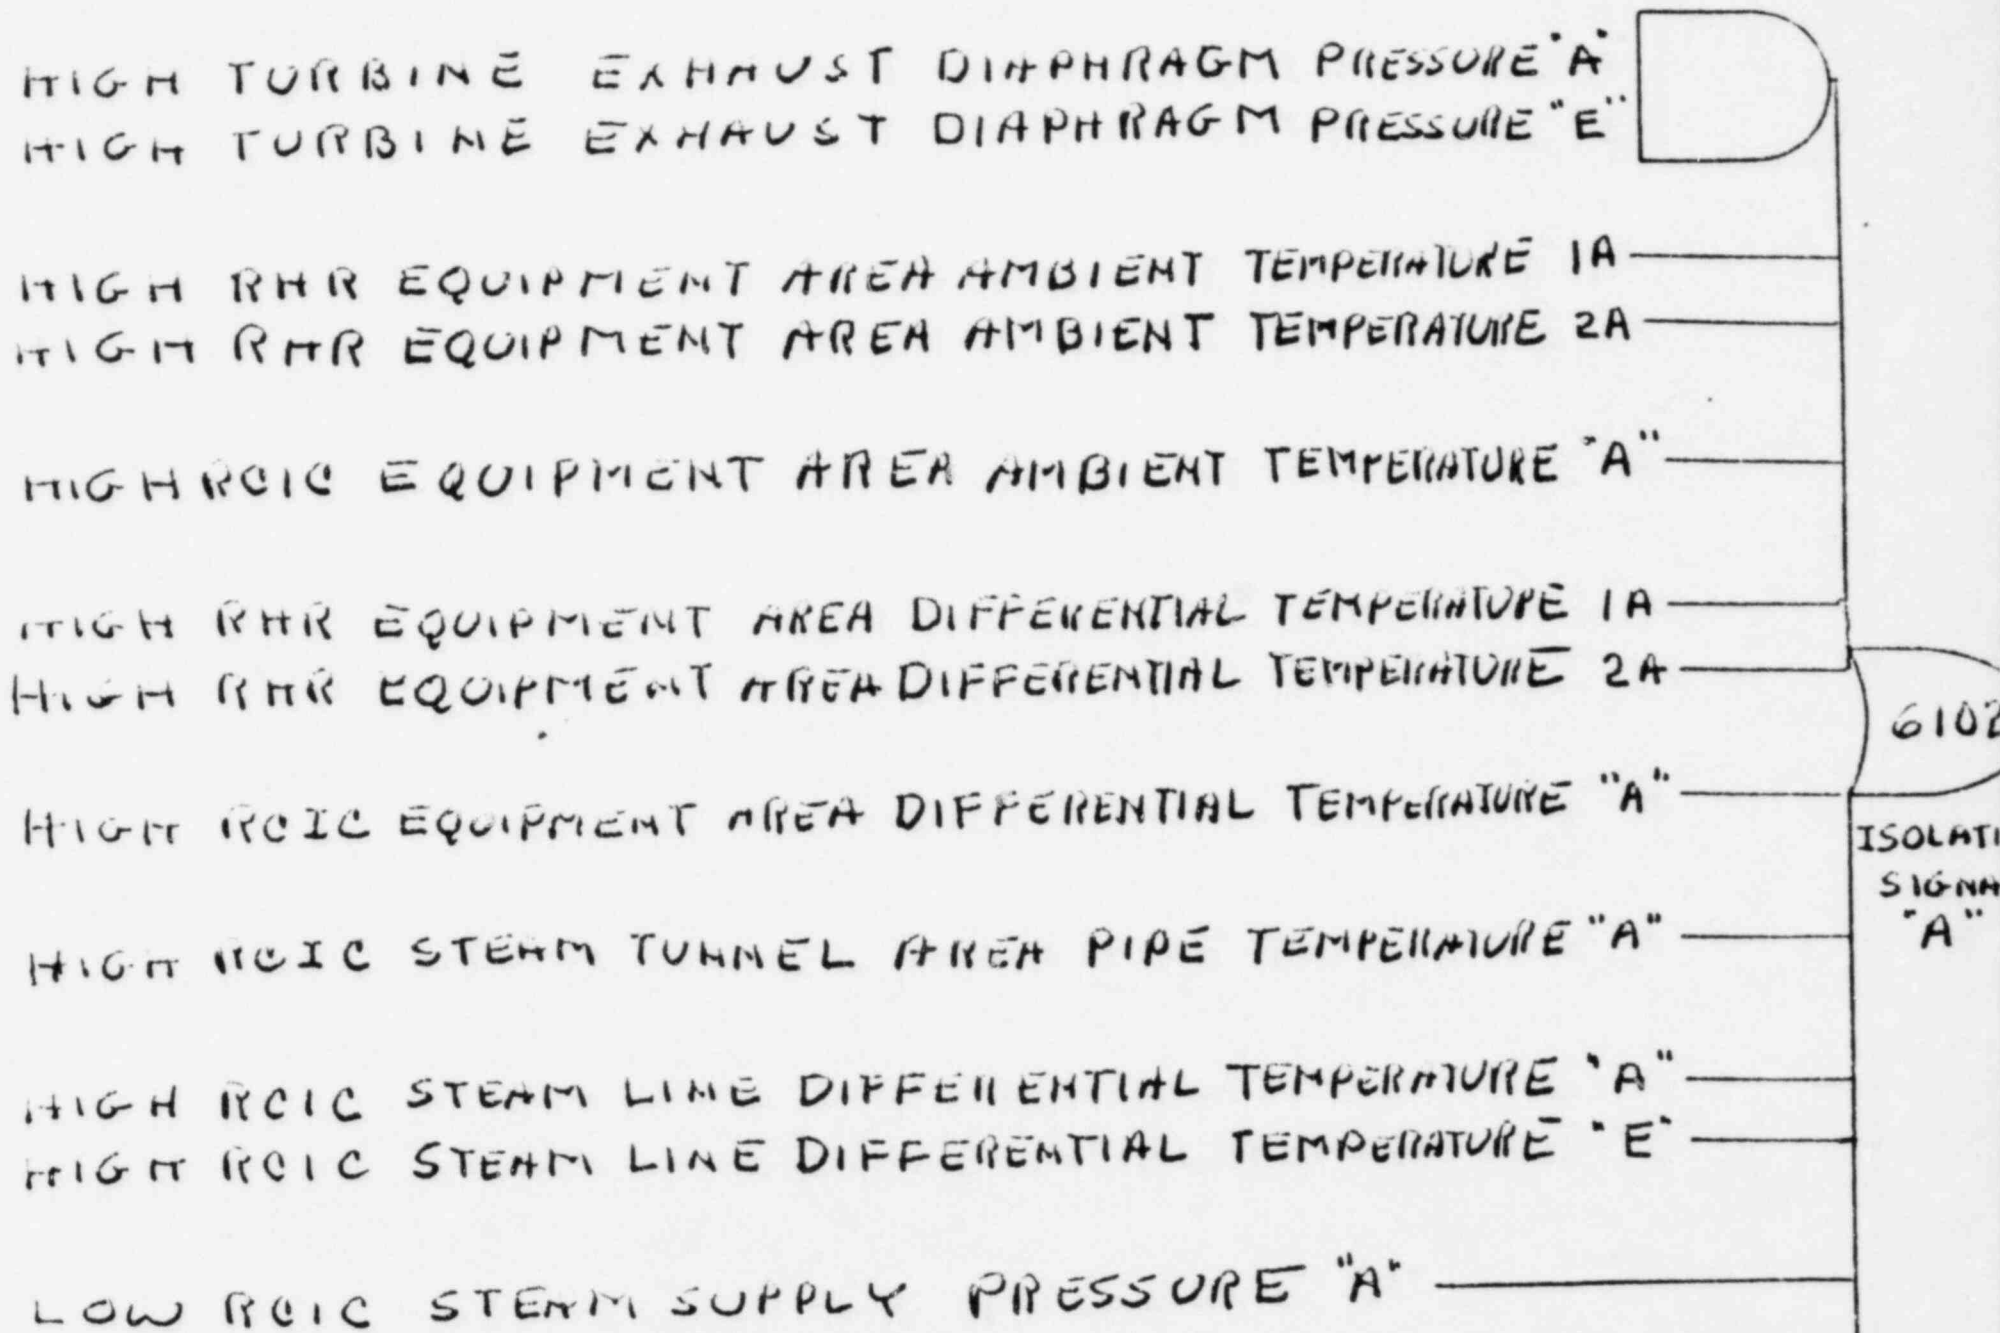 HIGH TURBINE EXHAUST DIAPHRAGM PRESSURE "A"
HIGH TURBINE EXHAUST DIAPHRAGM PRESSURE "E"
HIGH RHR EQUIPMENT AREA AMBIENT TEMPERATURE 1A
HIGH RHR EQUIPMENT AREA AMBIENT TEMPERATURE 2A
HIGH RCIC EQUIPMENT AREA AMBIENT TEMPERATURE "A"
HIGH RHR EQUIPMENT AREA DIFFERENTIAL TEMPERATURE 1A
HIGH RHR EQUIPMENT AREA DIFFERENTIAL TEMPERATURE 2A
6102
HIGH RCIC EQUIPMENT AREA DIFFERENTIAL TEMPERATURE "A"
ISOLATI
SIGNA
"A"
HIGH RCIC STEAM TUNNEL AREA PIPE TEMPERATURE "A"
HIGH RCIC STEAM LINE DIFFERENTIAL TEMPERATURE "A"
HIGH RCIC STEAM LINE DIFFERENTIAL TEMPERATURE "E"
LOW RCIC STEAM SUPPLY PRESSURE "A"